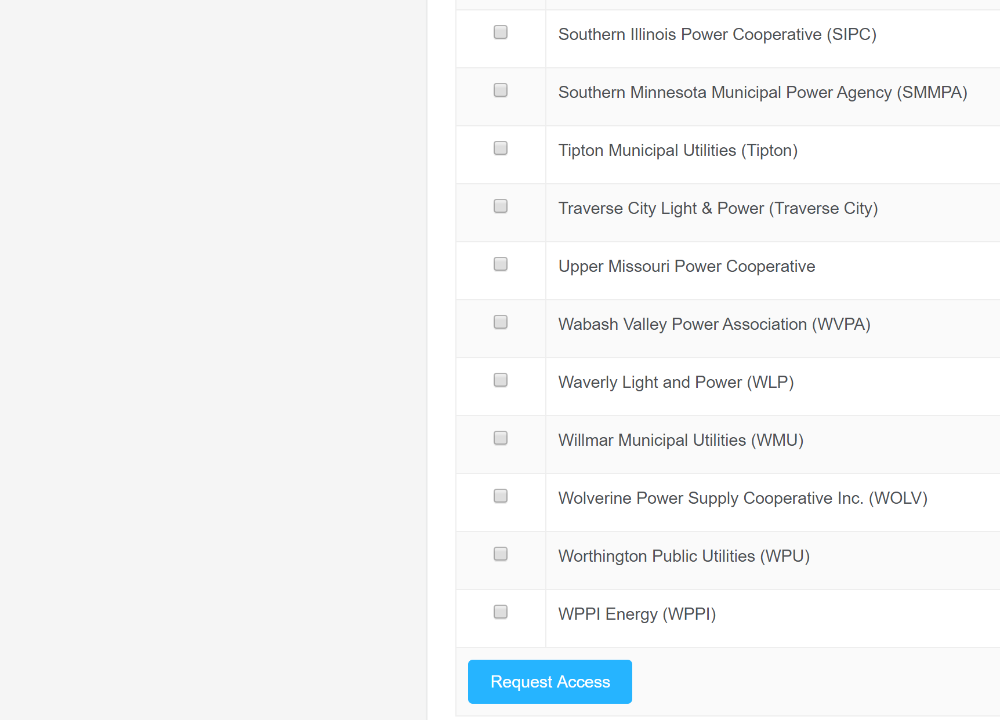 Southern Illinois Power Cooperative (SIPC)
Southern Minnesota Municipal Power Agency (SMMPA)
Tipton Municipal Utilities (Tipton)
Traverse City Light & Power (Traverse City)
Upper Missouri Power Cooperative
Wabash Valley Power Association (WVPA)
Waverly Light and Power (WLP)
Willmar Municipal Utilities (WMU)
Wolverine Power Supply Cooperative Inc. (WOLV)
Worthington Public Utilities (WPU)
WPPI Energy (WPPI)
Request Access